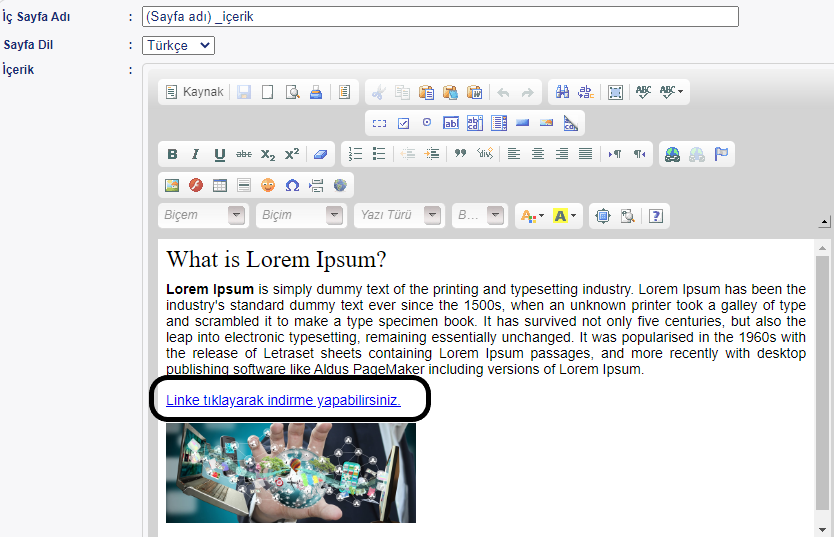 İç Sayfa Adı : (Sayfa adı) _içerik
Sayfa Dil : Türkçe
İçerik :
Kaynak ABC ABC
B I U abc X₂ X²
Biçem Biçim Yazı Türü B... A A ?
What is Lorem Ipsum?
Lorem Ipsum is simply dummy text of the printing and typesetting industry. Lorem Ipsum has been the
industry's standard dummy text ever since the 1500s, when an unknown printer took a galley of type
and scrambled it to make a type specimen book. It has survived not only five centuries, but also the
leap into electronic typesetting, remaining essentially unchanged. It was popularised in the 1960s with
the release of Letraset sheets containing Lorem Ipsum passages, and more recently with desktop
publishing software like Aldus PageMaker including versions of Lorem Ipsum.
Linke tıklayarak indirme yapabilirsiniz.